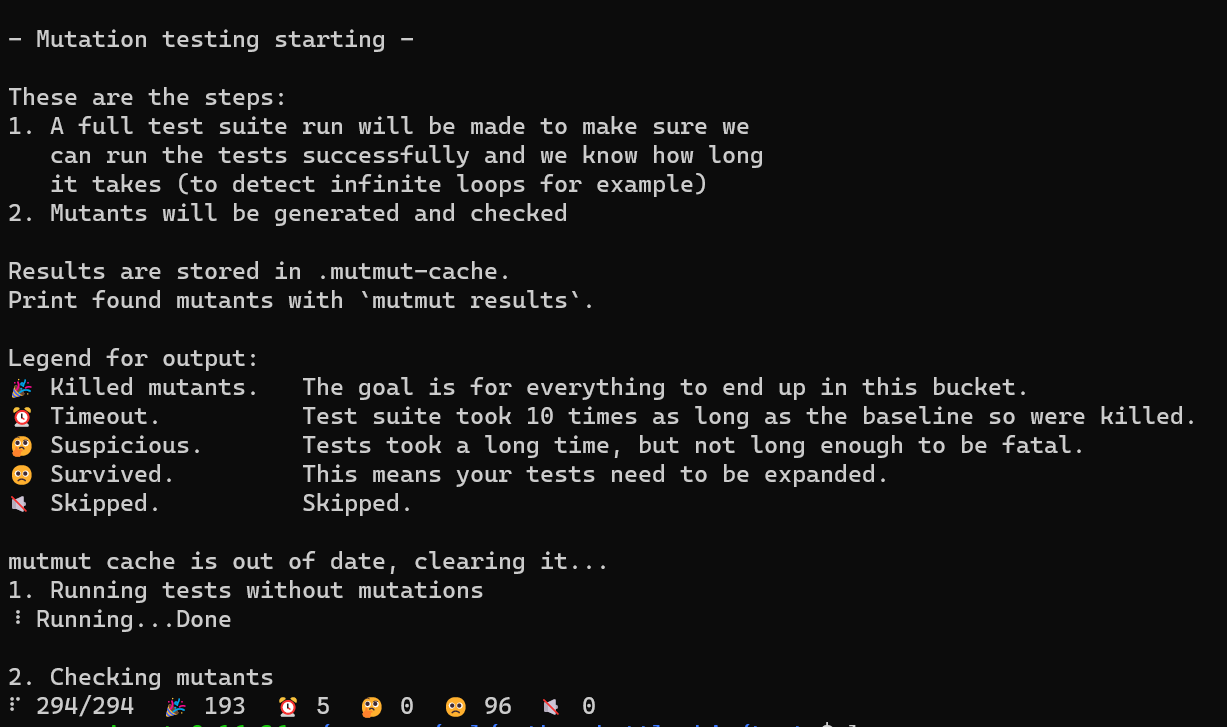 - Mutation testing starting -
These are the steps:
1. A full test suite run will be made to make sure we
can run the tests successfully and we know how long
it takes (to detect infinite loops for example)
2. Mutants will be generated and checked
Results are stored in .mutmut-cache.
Print found mutants with `mutmut results`.
Legend for output:
🎉 Killed mutants. The goal is for everything to end up in this bucket.
⏰ Timeout. Test suite took 10 times as long as the baseline so were killed.
🤔 Suspicious. Tests took a long time, but not long enough to be fatal.
🙁 Survived. This means your tests need to be expanded.
🔇 Skipped. Skipped.
mutmut cache is out of date, clearing it...
1. Running tests without mutations
⠸ Running...Done
2. Checking mutants
⠏ 294/294 🎉 193 ⏰ 5 🤔 0 🙁 96 🔇 0